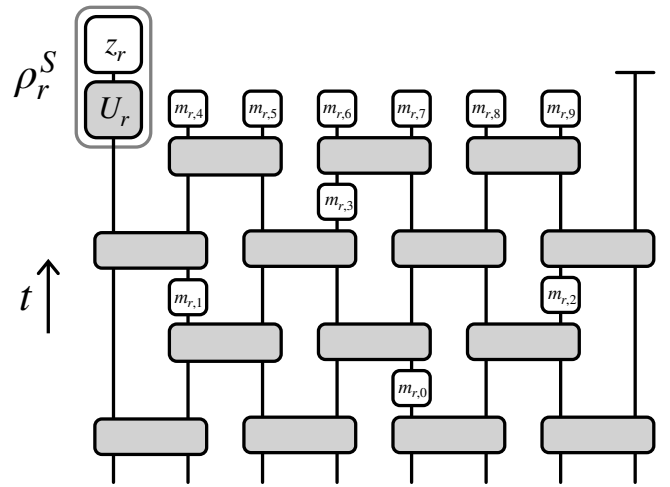 z_r
ρ_r^S
U_r
m_{r,4} m_{r,5} m_{r,6} m_{r,7} m_{r,8} m_{r,9}
m_{r,3}
t
m_{r,1} m_{r,2}
m_{r,0}